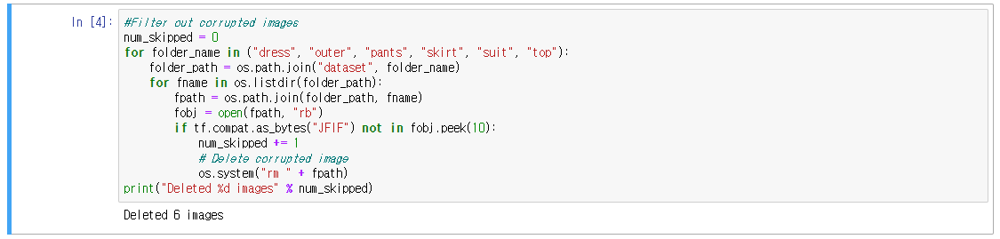 In [4]: #Filter out corrupted images
num_skipped = 0
for folder_name in ("dress", "outer", "pants", "skirt", "suit", "top"):
    folder_path = os.path.join("dataset", folder_name)
    for fname in os.listdir(folder_path):
        fpath = os.path.join(folder_path, fname)
        fobj = open(fpath, "rb")
        if tf.compat.as_bytes("JFIF") not in fobj.peek(10):
            num_skipped += 1
            # Delete corrupted image
            os.system("rm " + fpath)
print("Deleted %d images" % num_skipped)
Deleted 6 images